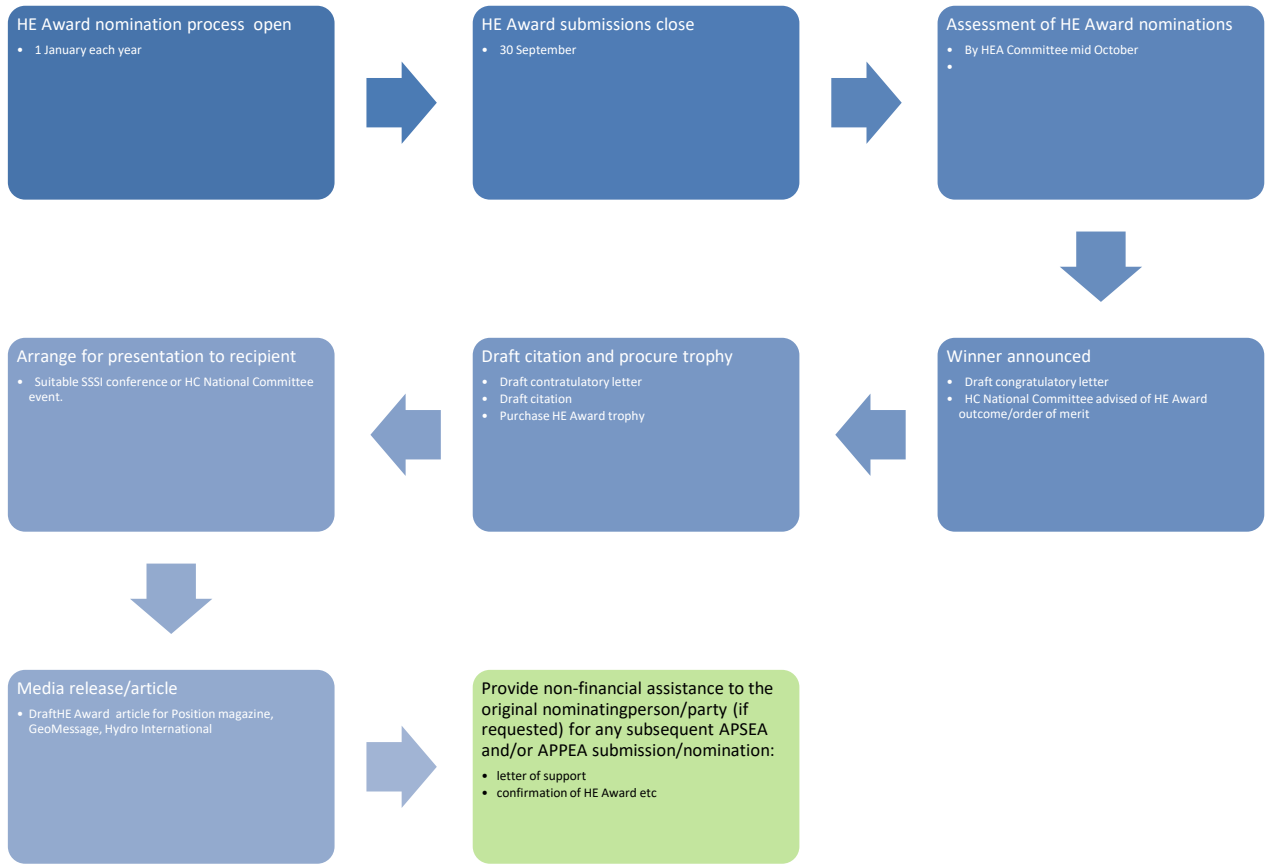 HE Award nomination process  open
• 1 January each year
HE Award submissions close
• 30 September
Assessment of HE Award nominations
• By HEA Committee mid October
•
Winner announced
• Draft congratulatory letter
• HC National Committee advised of HE Award
outcome/order of merit
Draft citation and procure trophy
• Draft contratulatory letter
• Draft citation
• Purchase HE Award trophy
Arrange for presentation to recipient
• Suitable SSSI conference or HC National Committee
event.
Media release/article
• DraftHE Award  article for Position magazine,
GeoMessage, Hydro International
Provide non-financial assistance to the
original nominatingperson/party (if
requested) for any subsequent APSEA
and/or APPEA submission/nomination:
• letter of support
• confirmation of HE Award etc